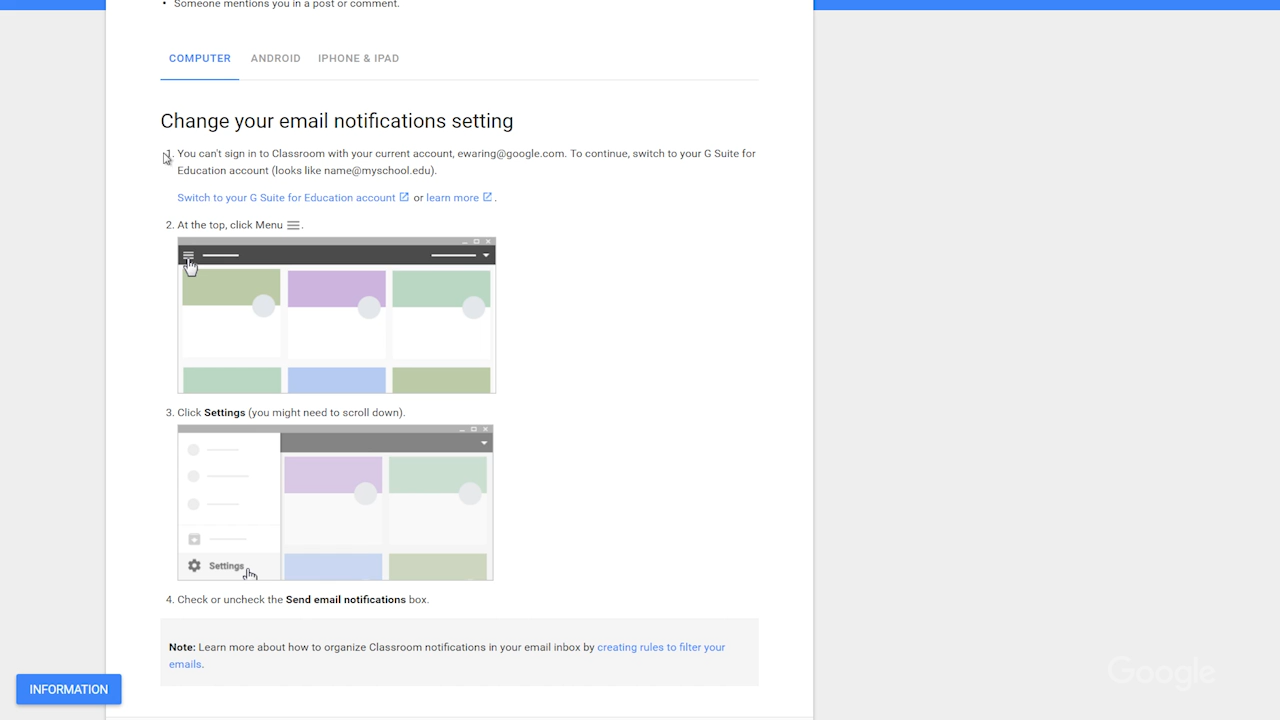 • Someone mentions you in a post or comment.
COMPUTER ANDROID IPHONE & IPAD
Change your email notifications setting
1. You can't sign in to Classroom with your current account, ewaring@google.com. To continue, switch to your G Suite for
Education account (looks like name@myschool.edu).
Switch to your G Suite for Education account or learn more.
2. At the top, click Menu .
3. Click Settings (you might need to scroll down).
Settings
4. Check or uncheck the Send email notifications box.
Note: Learn more about how to organize Classroom notifications in your email inbox by creating rules to filter your
emails.
INFORMATION
Google